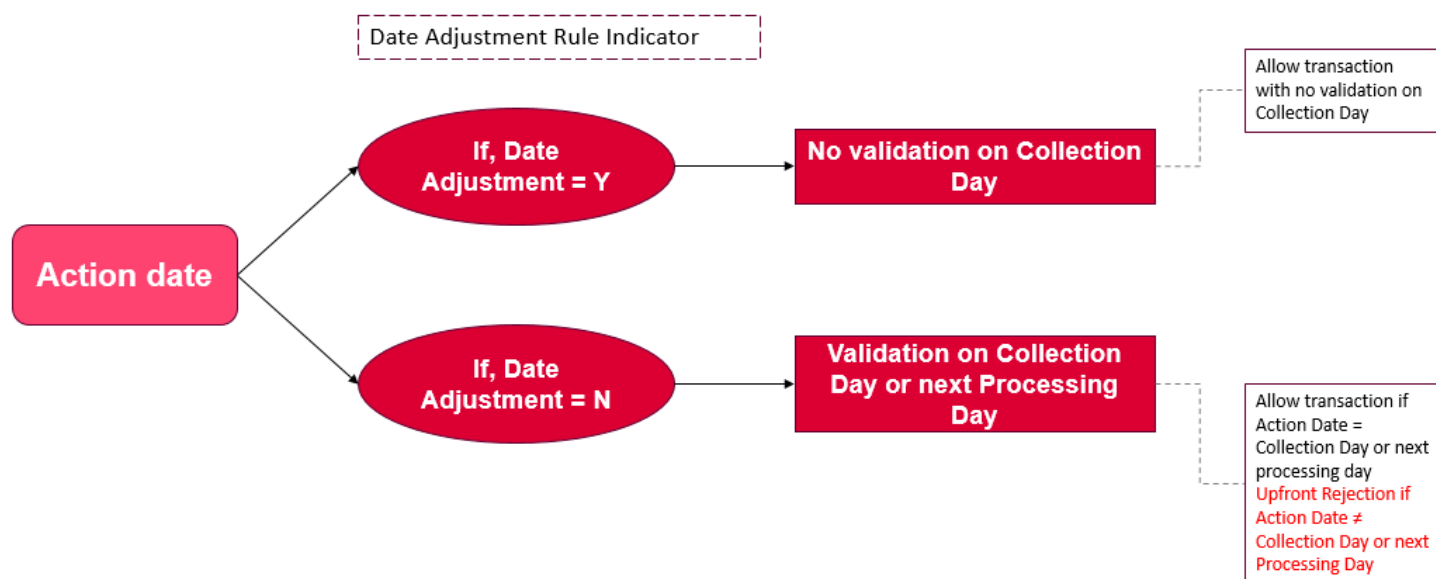 Date Adjustment Rule Indicator
Allow transaction
with no validation on
Collection Day
If, Date
Adjustment = Y
No validation on Collection
Day
Action date
If, Date
Adjustment = N
Validation on Collection
Day or next Processing
Day
Allow transaction if
Action Date =
Collection Day or next
processing day
Upfront Rejection if
Action Date ≠
Collection Day or next
Processing Day